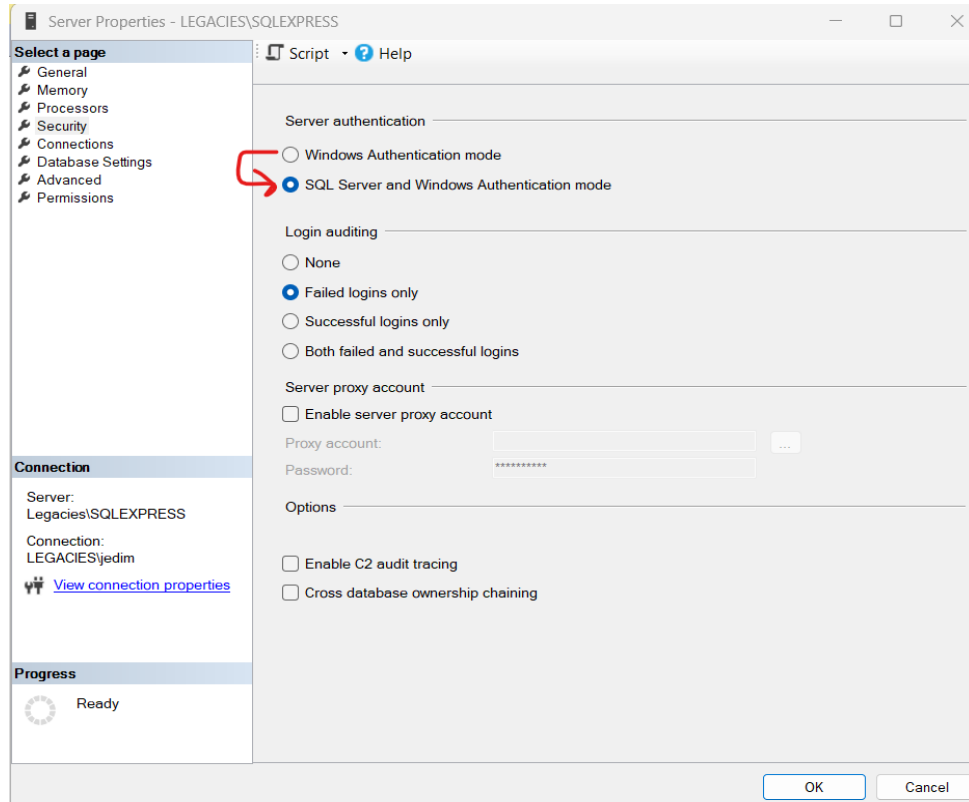 Server Properties - LEGACIES\SQLEXPRESS
Select a page
General
Memory
Processors
Security
Connections
Database Settings
Advanced
Permissions
Script
Help
Server authentication
Windows Authentication mode
SQL Server and Windows Authentication mode
Login auditing
None
Failed logins only
Successful logins only
Both failed and successful logins
Server proxy account
Enable server proxy account
Proxy account:
...
Password:
**********
Options
Enable C2 audit tracing
Cross database ownership chaining
Connection
Server:
Legacies\SQLEXPRESS
Connection:
LEGACIES\jedim
View connection properties
Progress
Ready
OK
Cancel